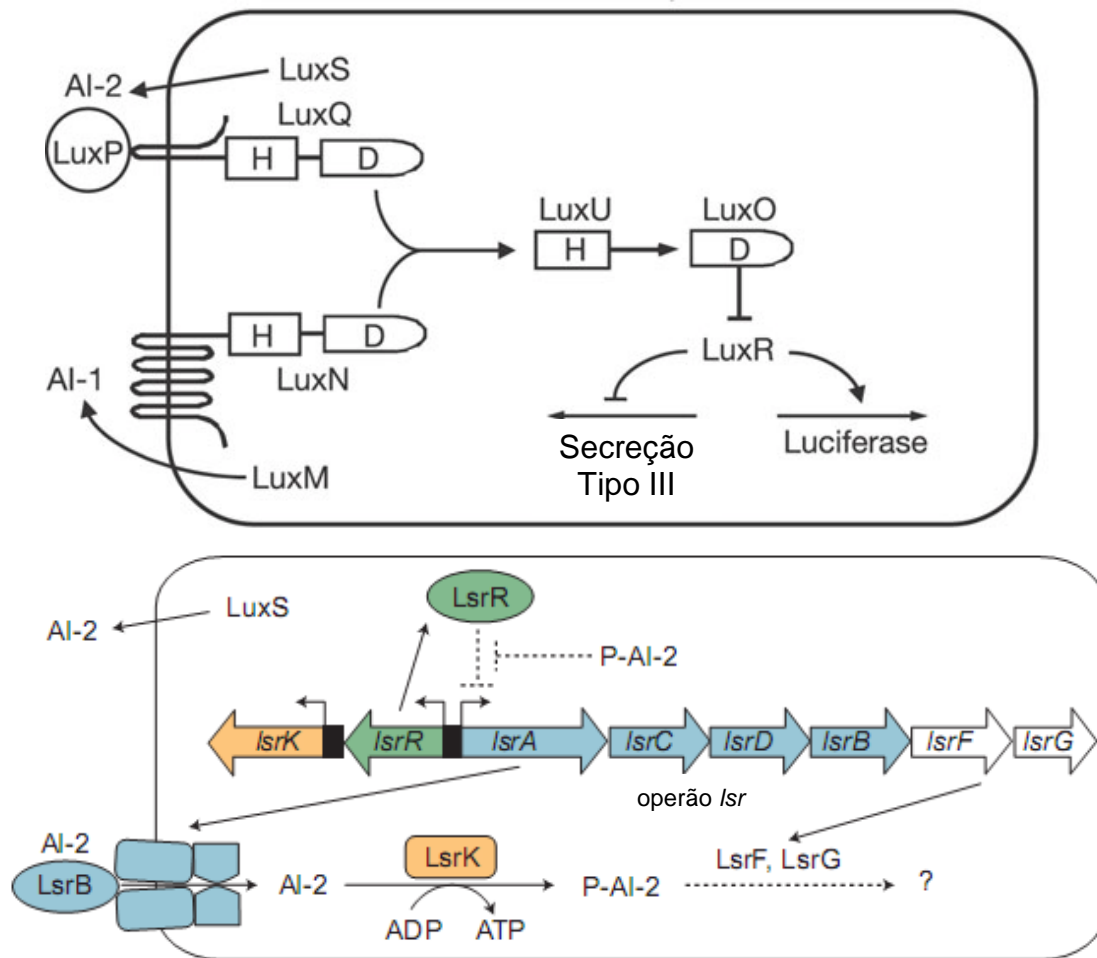 AI-2
LuxS
LuxQ
LuxP
H
D
LuxU
LuxO
H
D
H
D
LuxN
LuxR
AI-1
LuxM
Secreção
Tipo III
Luciferase
LsrR
LuxS
AI-2
P-AI-2
lsrK
lsrR
lsrA
lsrC
lsrD
lsrB
lsrF
lsrG
operão lsr
AI-2
LsrB
AI-2
LsrK
ADP
ATP
P-AI-2
LsrF, LsrG
?